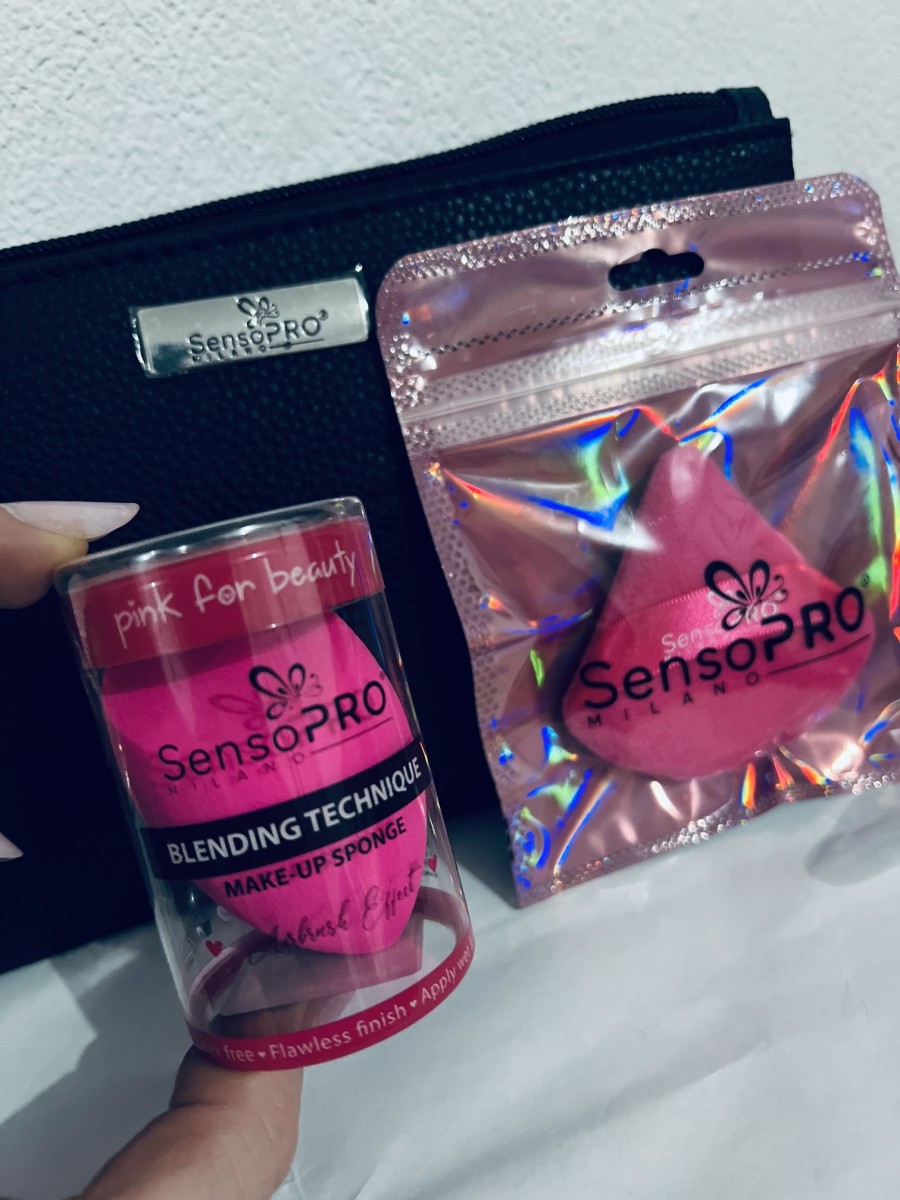 SensoPRO®
MILANO
pink for beauty
SensoPRO®
MILANO
BLENDING TECHNIQUE
MAKE-UP SPONGE
Airbrush Effect
free ♥ Flawless finish ♥ Apply wet
SensoPRO
SensoPRO®
MILANO